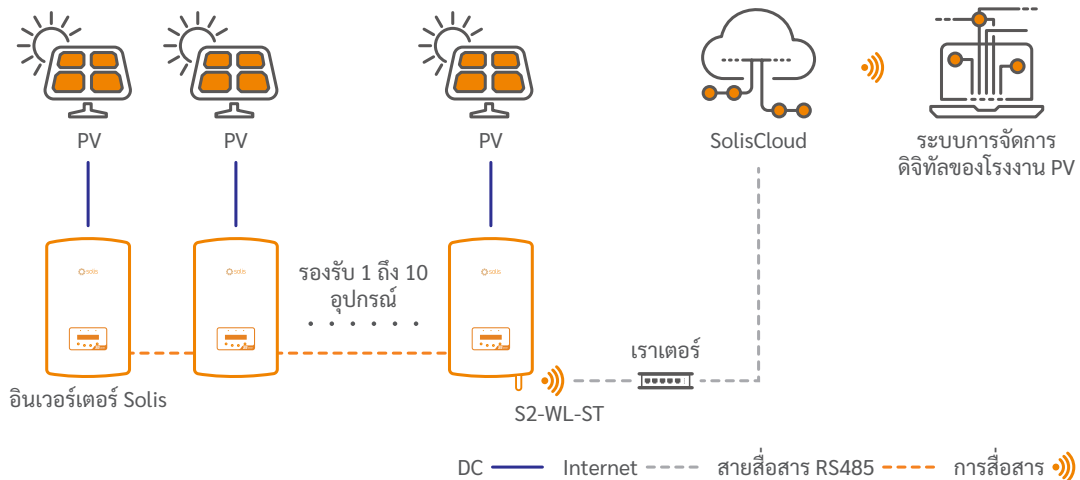 PV
PV
PV
SolisCloud
ระบบการจัดการ
ดิจิทัลของโรงงาน PV
solis
solis
solis
รองรับ 1 ถึง 10
อุปกรณ์
เราเตอร์
อินเวอร์เตอร์ Solis
S2-WL-ST
DC
Internet
สายสื่อสาร RS485
การสื่อสาร